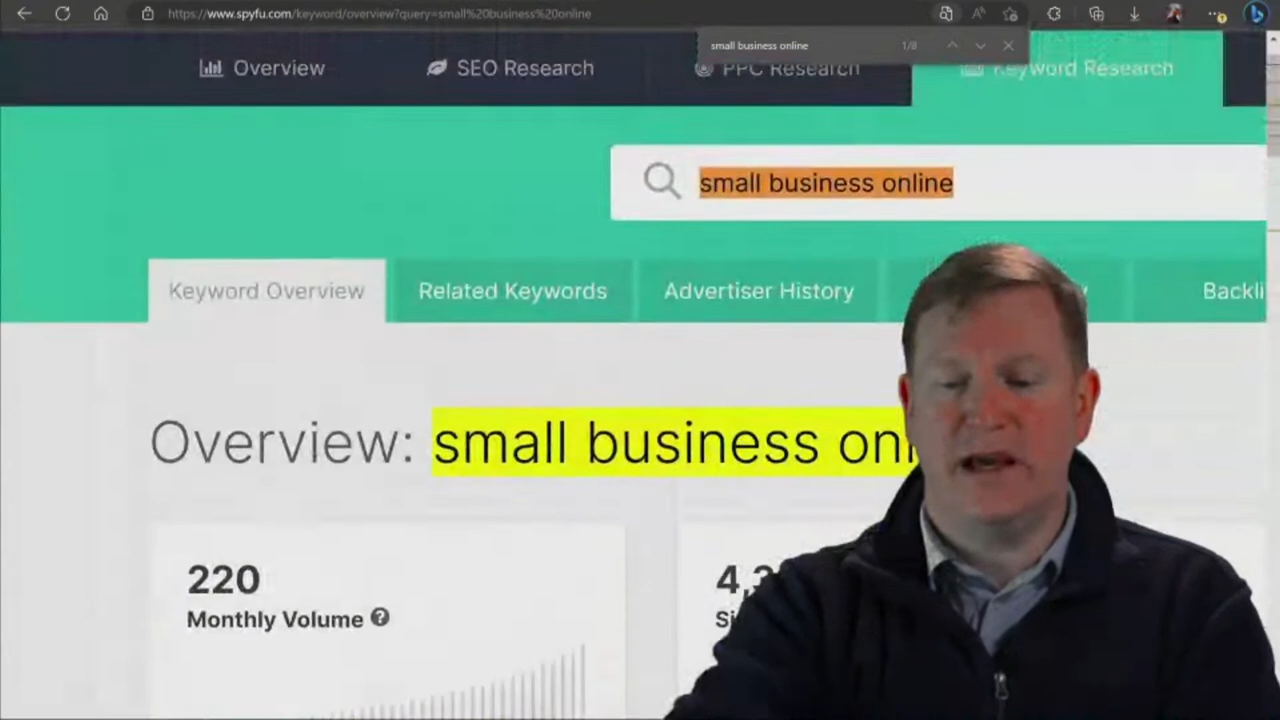 https://www.spyfu.com/keyword/overview?query=small%20business%20online
small business online 1/8
Overview SEO Research PPC Research Keyword Research
small business online
Keyword Overview Related Keywords Advertiser History
Overview: small business onl
220 4,3
Monthly Volume